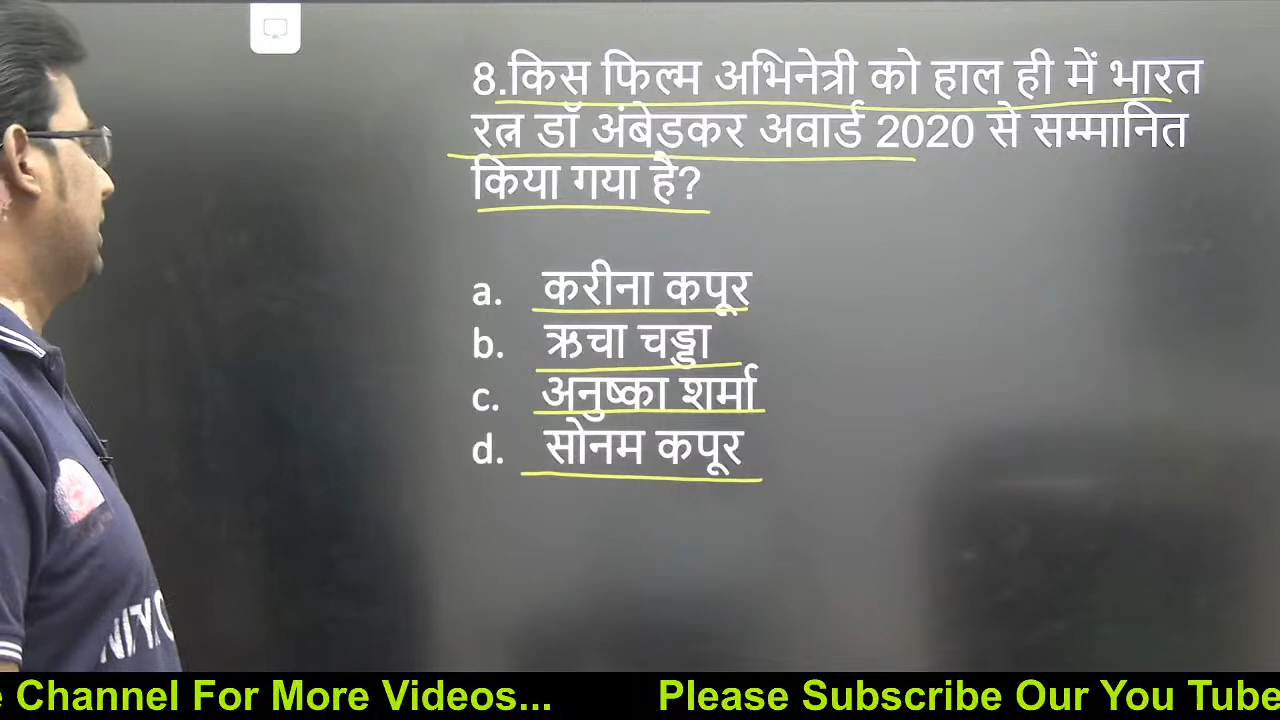 8.किस फिल्म अभिनेत्री को हाल ही में भारत
रत्न डॉ अंबेडकर अवार्ड 2020 से सम्मानित
किया गया है?
a. करीना कपूर
b. ऋचा चड्डा
c. अनुष्का शर्मा
d. सोनम कपूर
e Channel For More Videos... Please Subscribe Our You Tube